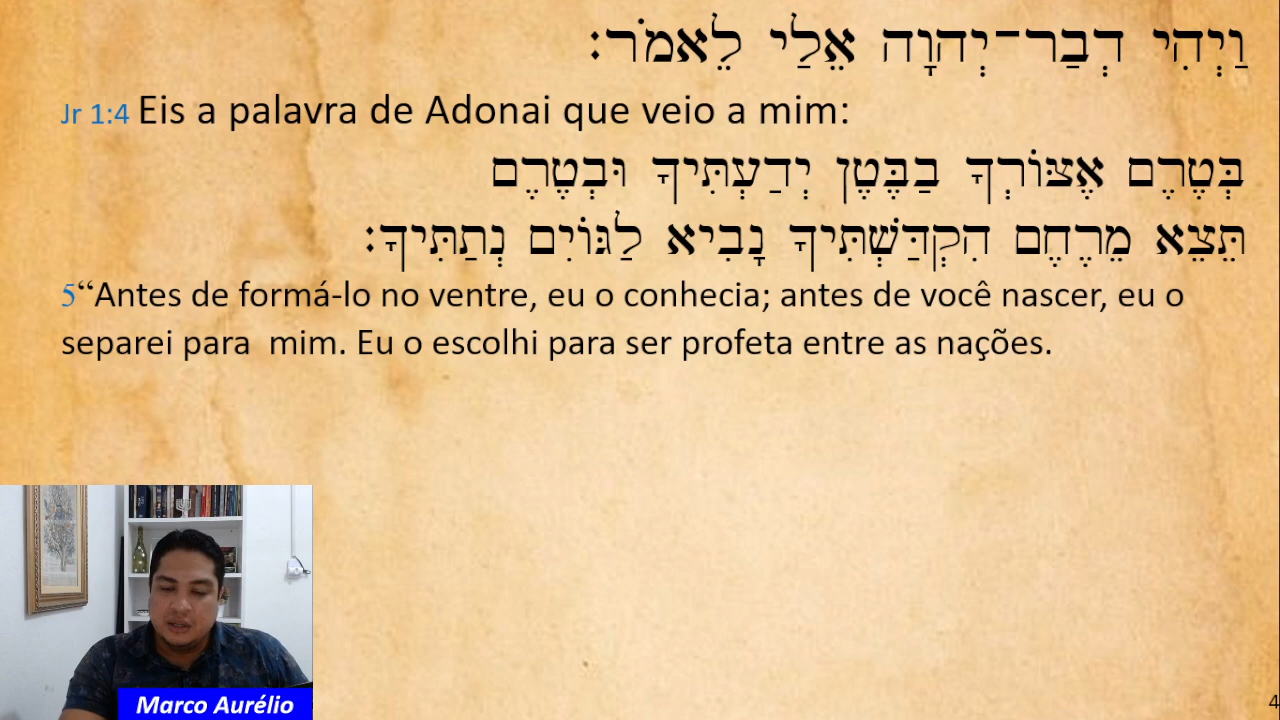 וַיְהִי דְבַר־יְהוָה אֵלַי לֵאמֹר׃
Jr 1:4 Eis a palavra de Adonai que veio a mim:
בְּטֶרֶם אֶצּוֹרְךָ בַבֶּטֶן יְדַעְתִּיךָ וּבְטֶרֶם
תֵּצֵא מֵרֶחֶם הִקְדַּשְׁתִּיךָ נָבִיא לַגּוֹיִם נְתַתִּיךָ׃
5“Antes de formá-lo no ventre, eu o conhecia; antes de você nascer, eu o
separei para  mim. Eu o escolhi para ser profeta entre as nações.
Marco Aurélio
4